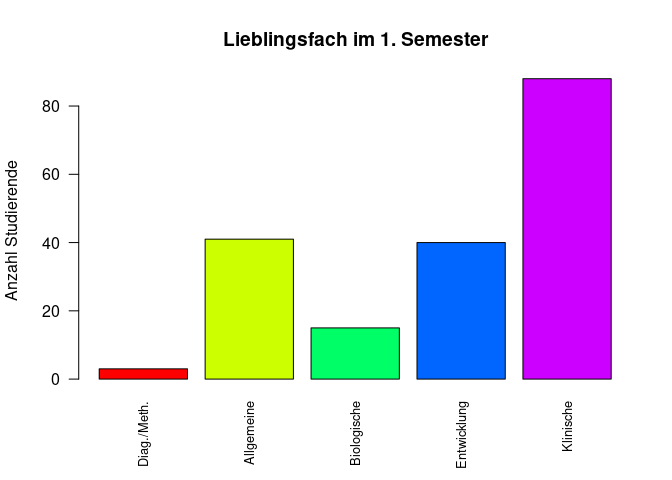 Lieblingsfach im 1. Semester
Anzahl Studierende
80
60
40
20
0
Diag./Meth.
Allgemeine
Biologische
Entwicklung
Klinische